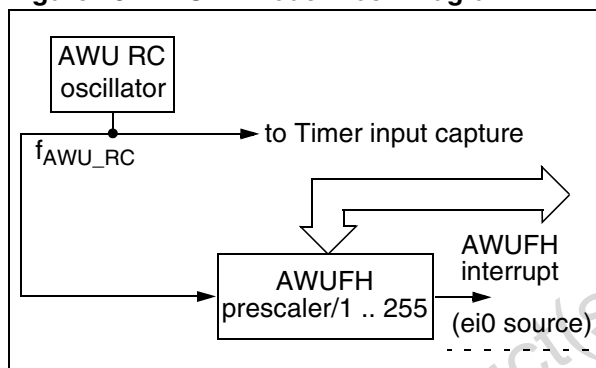 AWU RC
oscillator
to Timer input capture
fAWU_RC
AWUFH
interrupt
AWUFH
prescaler/1 .. 255
(ei0 source)